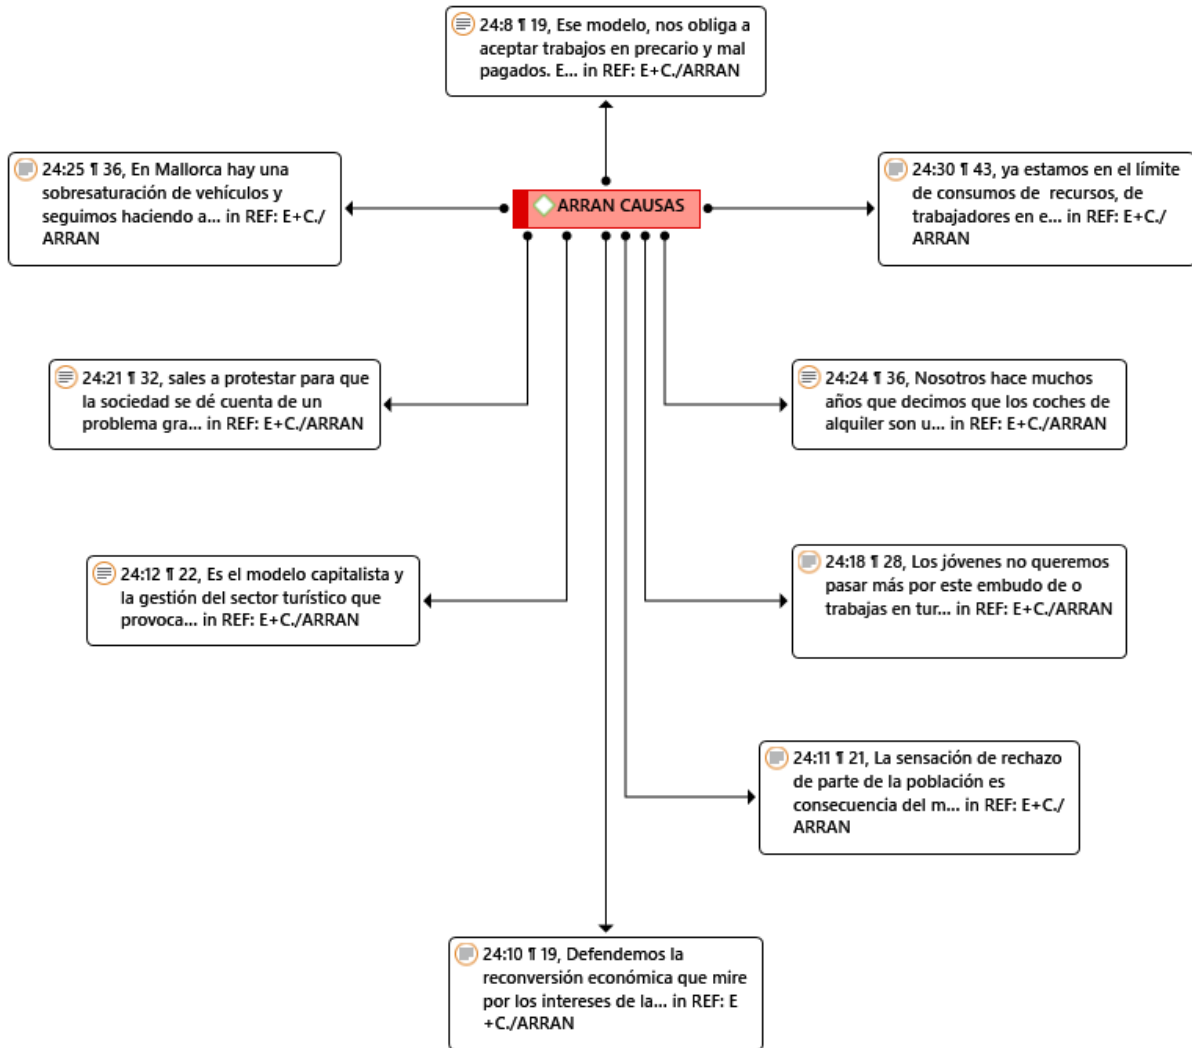 24:8 ¶ 19, Ese modelo, nos obliga a
aceptar trabajos en precario y mal
pagados. E... in REF: E+C./ARRAN
24:25 ¶ 36, En Mallorca hay una
sobresaturación de vehículos y
seguimos haciendo a... in REF: E+C./
ARRAN
ARRAN CAUSAS
24:30 ¶ 43, ya estamos en el límite
de consumos de recursos, de
trabajadores en e... in REF: E+C./
ARRAN
24:21 ¶ 32, sales a protestar para que
la sociedad se dé cuenta de un
problema gra... in REF: E+C./ARRAN
24:24 ¶ 36, Nosotros hace muchos
años que decimos que los coches de
alquiler son u... in REF: E+C./ARRAN
24:12 ¶ 22, Es el modelo capitalista y
la gestión del sector turístico que
provoca... in REF: E+C./ARRAN
24:18 ¶ 28, Los jóvenes no queremos
pasar más por este embudo de o
trabajas en tur... in REF: E+C./ARRAN
24:11 ¶ 21, La sensación de rechazo
de parte de la población es
consecuencia del m... in REF: E+C./
ARRAN
24:10 ¶ 19, Defendemos la
reconversión económica que mire
por los intereses de la... in REF: E
+C./ARRAN